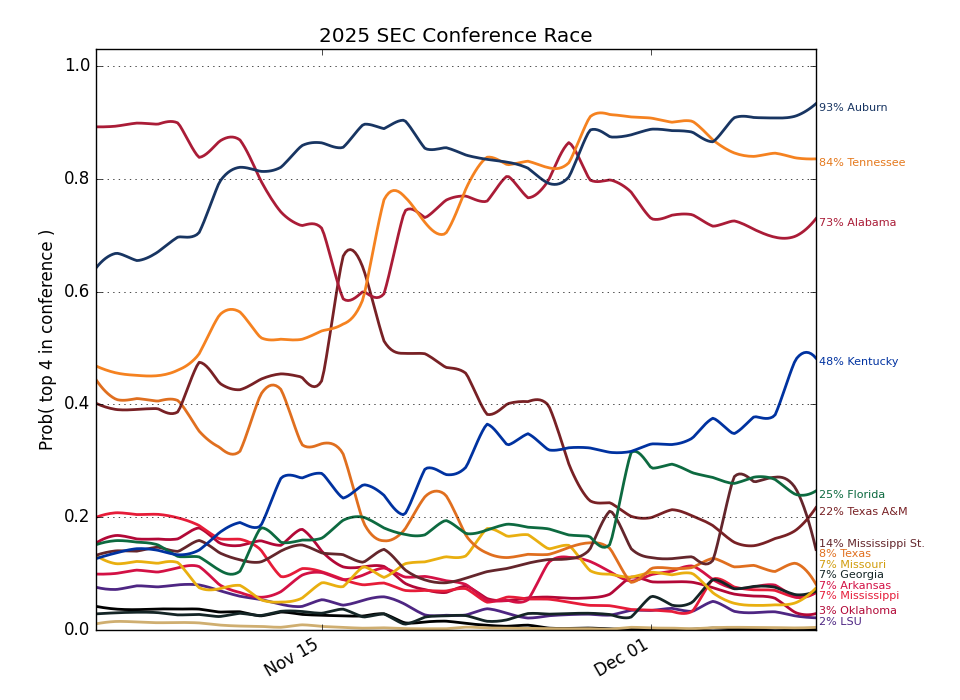 2025 SEC Conference Race
Prob( top 4 in conference )
1.0
0.8
0.6
0.4
0.2
0.0
Nov 15
Dec 01
93% Auburn
84% Tennessee
73% Alabama
48% Kentucky
25% Florida
22% Texas A&M
14% Mississippi St.
8% Texas
7% Missouri
7% Georgia
7% Arkansas
7% Mississippi
3% Oklahoma
2% LSU